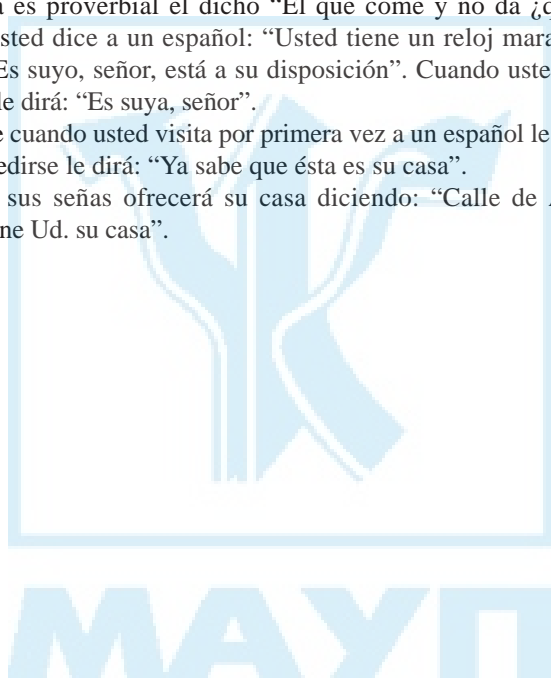 a es proverbial el dicho “El que come y no da ¿q
sted dice a un español: “Usted tiene un reloj mara
Es suyo, señor, está a su disposición”. Cuando uste
le dirá: “Es suya, señor”.
e cuando usted visita por primera vez a un español le
edirse le dirá: “Ya sabe que ésta es su casa”.
sus señas ofrecerá su casa diciendo: “Calle de
ne Ud. su casa”.
МАУП